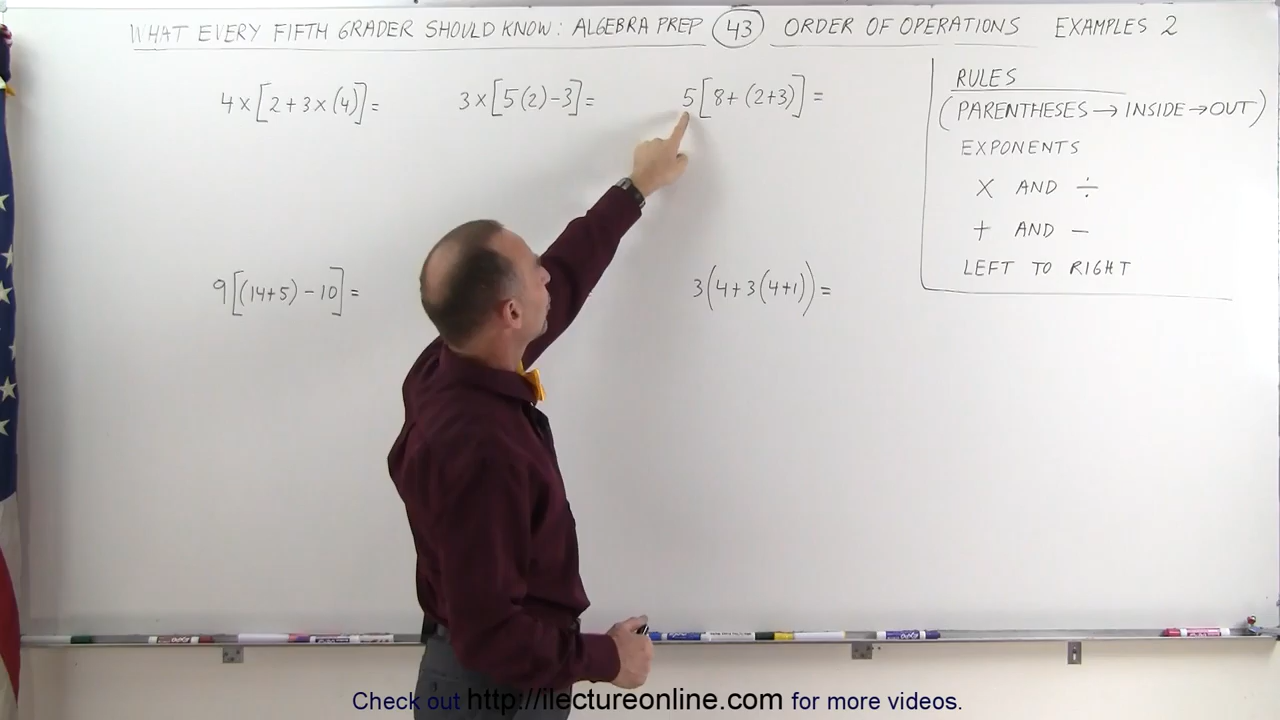 WHAT EVERY FIFTH GRADER SHOULD KNOW: ALGEBRA PREP 43 ORDER OF OPERATIONS EXAMPLES 2
4 × [2 + 3 × (4)] =
3 × [5(2) - 3] =
5[8 + (2+3)] =
9[(14+5) - 10] =
3(4 + 3(4+1)) =
RULES
(PARENTHESES → INSIDE → OUT)
EXPONENTS
× AND ÷
+ AND −
LEFT TO RIGHT
Check out http://ilectureonline.com for more videos.